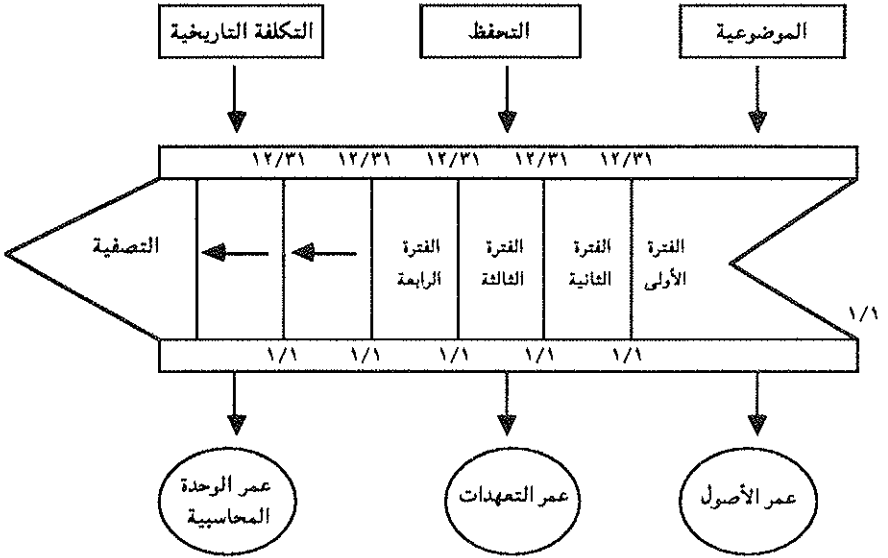 الموضوعية
التحفظ
التكلفة التاريخية
١٢/٣١ ١٢/٣١ ١٢/٣١ ١٢/٣١ ١٢/٣١
الفترة
الأولى
الفترة
الثانية
الفترة
الثالثة
الفترة
الرابعة
التصفية
١/١
١/١ ١/١ ١/١ ١/١ ١/١
عمر الأصول
عمر التعهدات
عمر الوحدة
المحاسبية